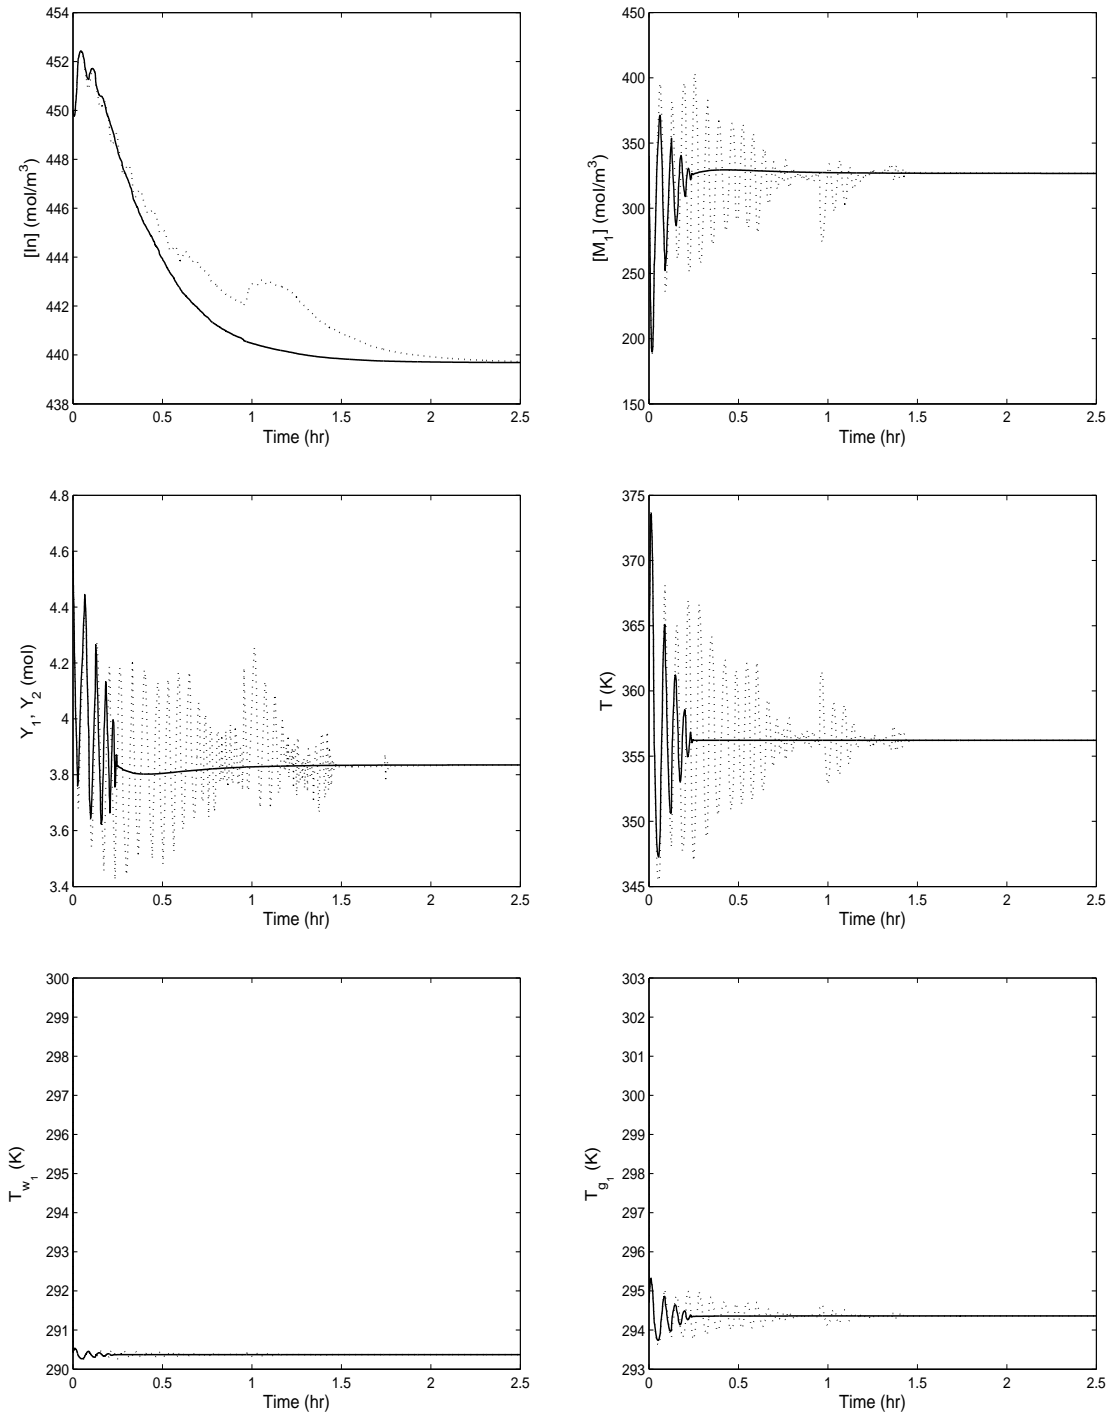 454
452
450
448
446
444
442
440
438
[In] (mol/m³)
0 0.5 1 1.5 2 2.5
Time (hr)
450
400
350
300
250
200
150
[M₁] (mol/m³)
0 0.5 1 1.5 2 2.5
Time (hr)
4.8
4.6
4.4
4.2
4
3.8
3.6
3.4
Y₁, Y₂ (mol)
0 0.5 1 1.5 2 2.5
Time (hr)
375
370
365
360
355
350
345
T (K)
0 0.5 1 1.5 2 2.5
Time (hr)
300
299
298
297
296
295
294
293
292
291
290
T_w₁ (K)
0 0.5 1 1.5 2 2.5
Time (hr)
303
302
301
300
299
298
297
296
295
294
293
T_g₁ (K)
0 0.5 1 1.5 2 2.5
Time (hr)